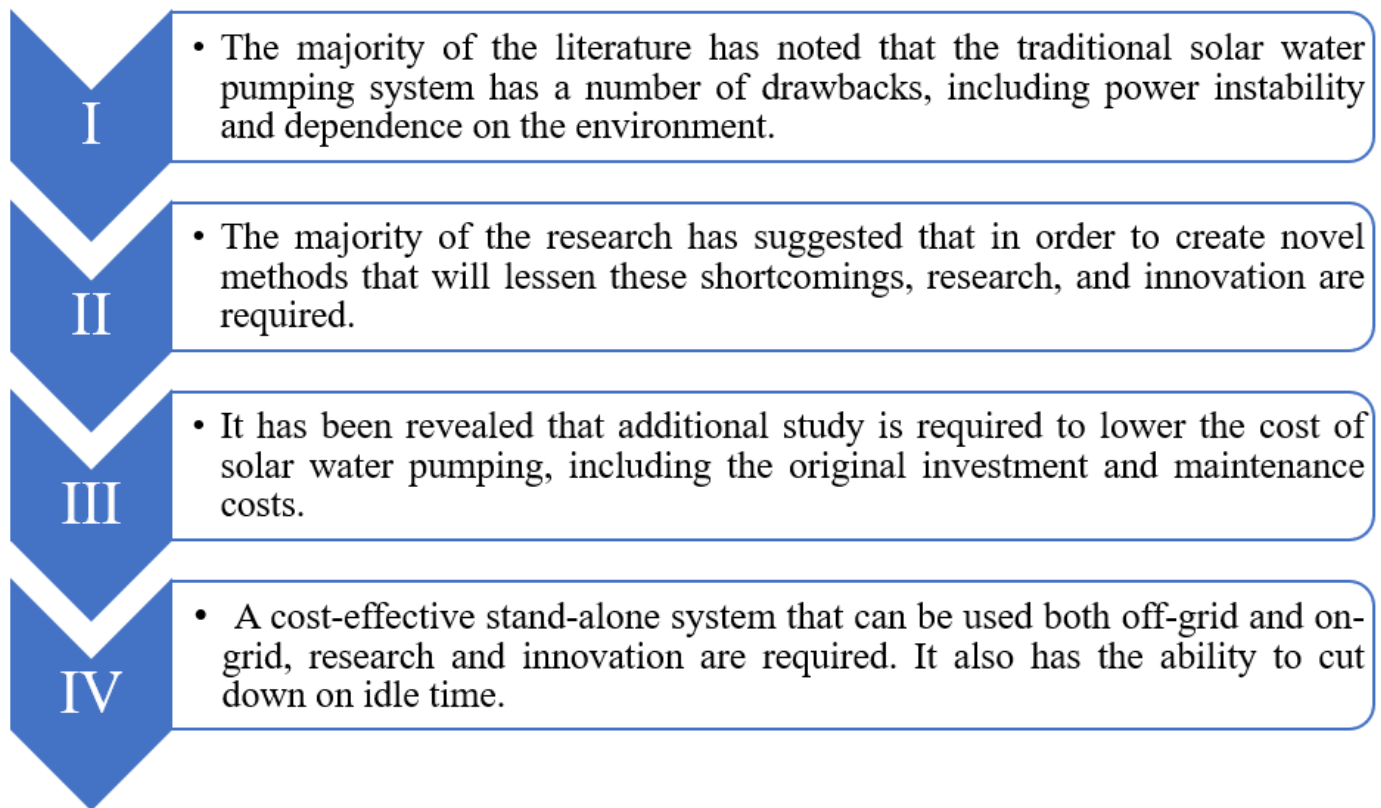 I
• The majority of the literature has noted that the traditional solar water
pumping system has a number of drawbacks, including power instability
and dependence on the environment.
II
• The majority of the research has suggested that in order to create novel
methods that will lessen these shortcomings, research, and innovation are
required.
III
• It has been revealed that additional study is required to lower the cost of
solar water pumping, including the original investment and maintenance
costs.
IV
• A cost-effective stand-alone system that can be used both off-grid and on-
grid, research and innovation are required. It also has the ability to cut
down on idle time.